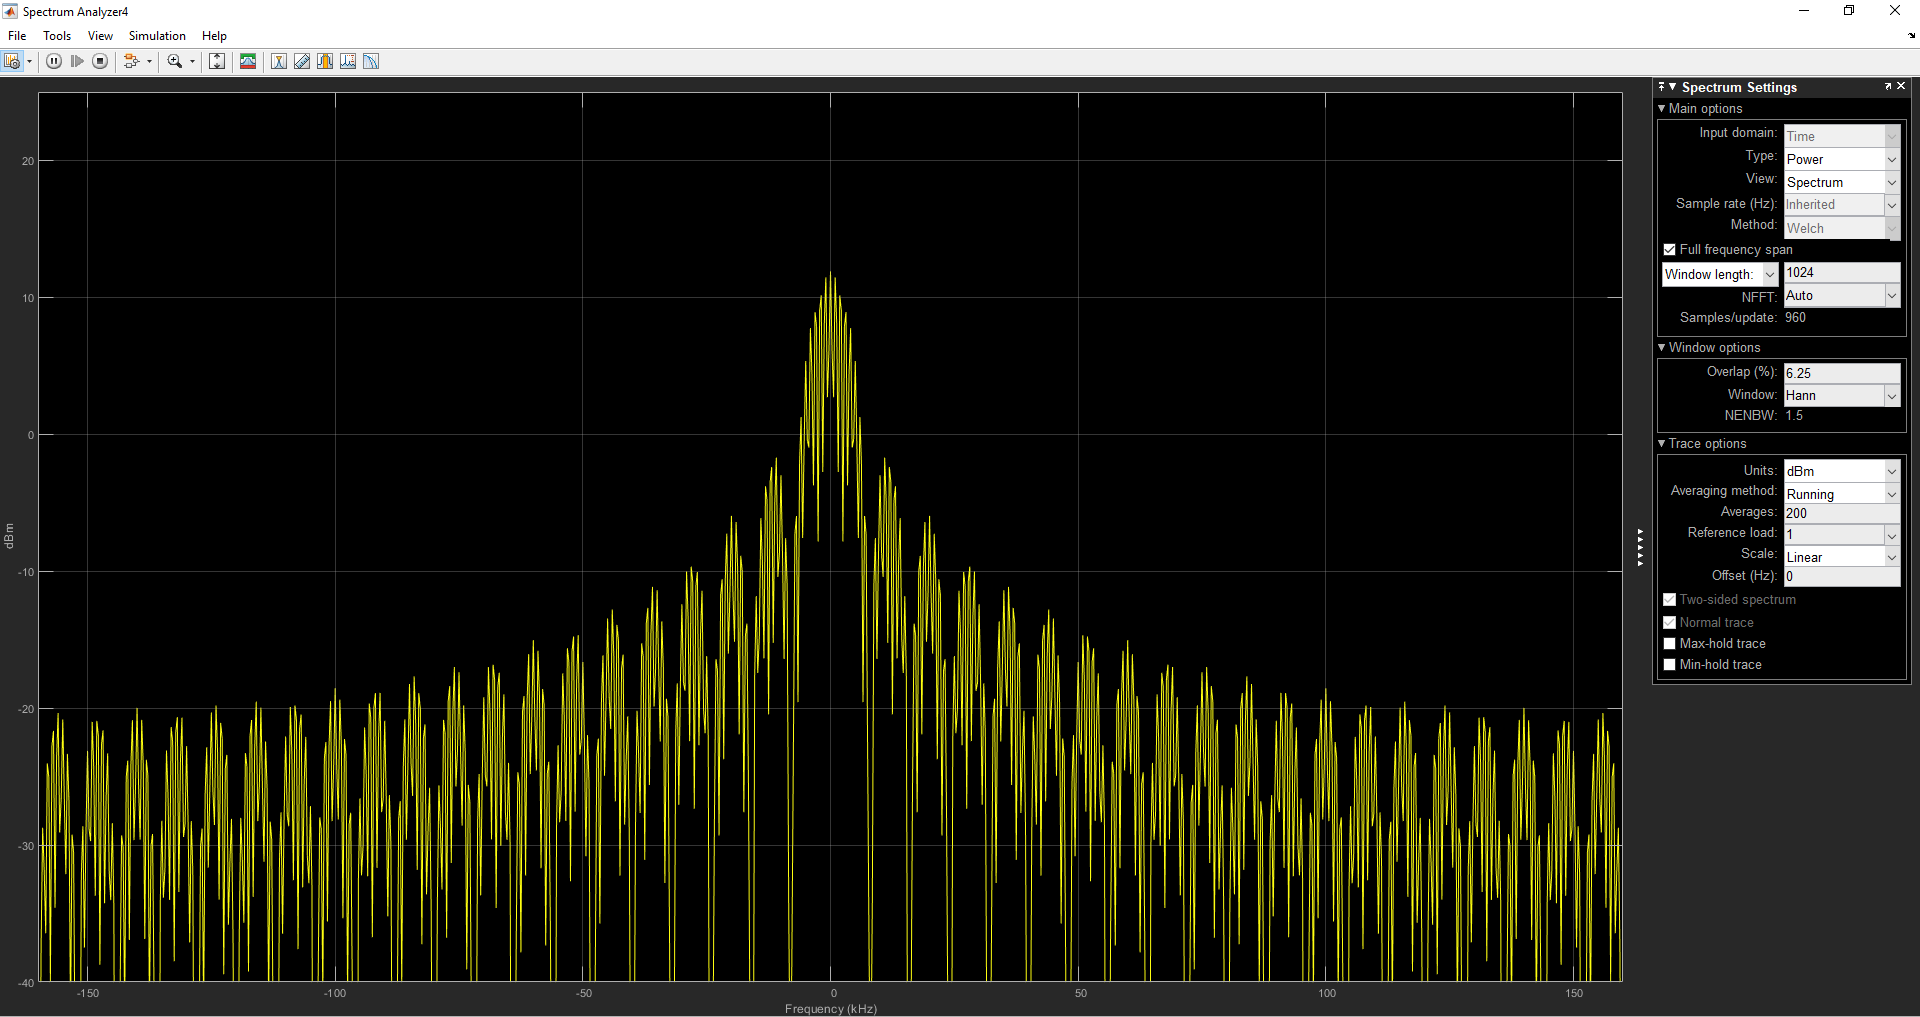 Spectrum Analyzer4
File Tools View Simulation Help
Spectrum Settings
Main options
Input domain: Time
Type: Power
View: Spectrum
Sample rate (Hz): Inherited
Method: Welch
Full frequency span
Window length: 1024
NFFT: Auto
Samples/update: 960
Window options
Overlap (%): 6.25
Window: Hann
NENBW: 1.5
Trace options
Units: dBm
Averaging method: Running
Averages: 200
Reference load: 1
Scale: Linear
Offset (Hz): 0
Two-sided spectrum
Normal trace
Max-hold trace
Min-hold trace
20
10
0
-10
-20
-30
-40
dBm
-150 -100 -50 0 50 100 150
Frequency (kHz)